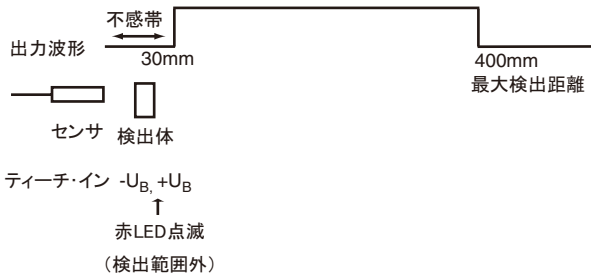 不感帯
出力波形
30mm
400mm
最大検出距離
センサ
検出体
ティーチ・イン -UB, +UB
赤LED点滅
（検出範囲外）